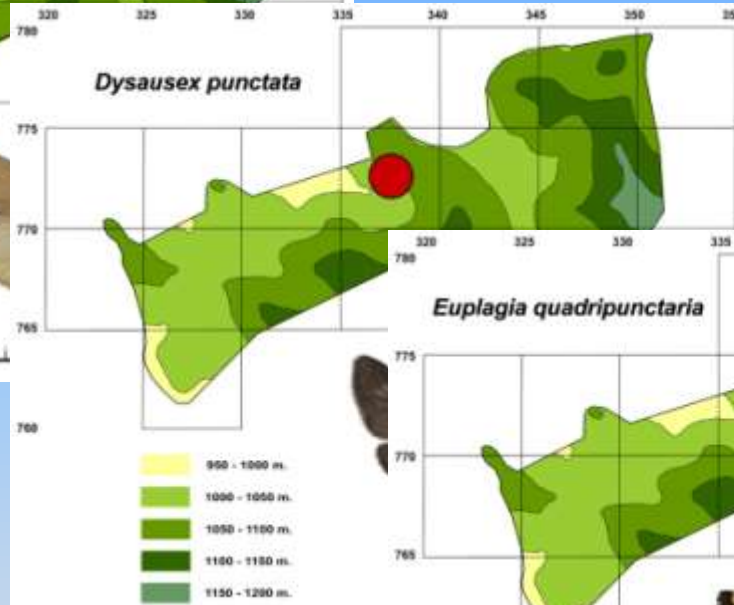 320 325 330 335 340 345 350
780
Dysausex punctata
775
770
765
760
950 - 1000 m.
1000 - 1050 m.
1050 - 1100 m.
1100 - 1150 m.
1150 - 1200 m.
320 325 330 335
780
Euplagia quadripunctaria
775
770
765